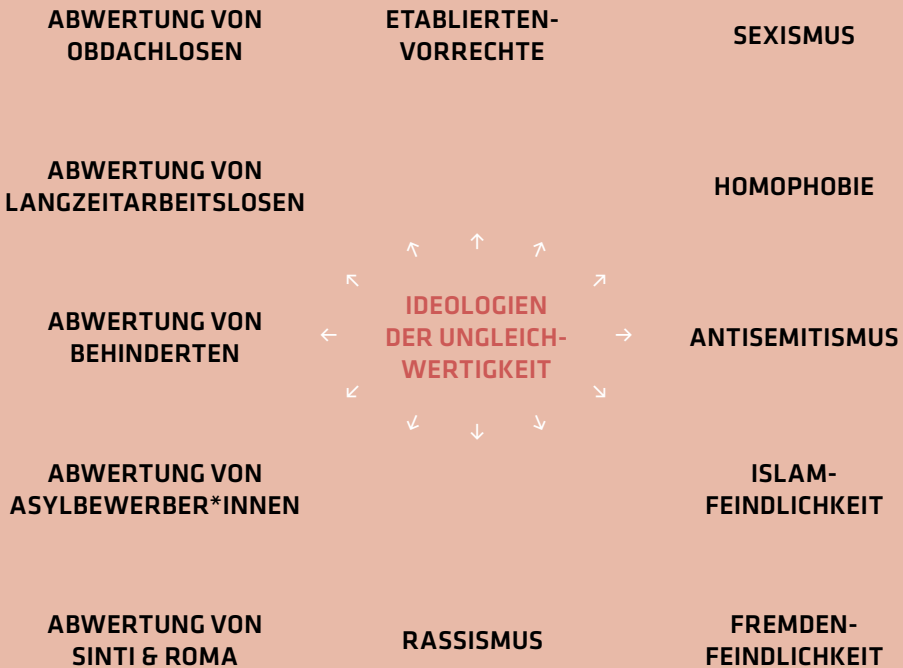 ABWERTUNG VON
OBDACHLOSEN
ETABLIERTEN-
VORRECHTE
SEXISMUS
ABWERTUNG VON
LANGZEITARBEITSLOSEN
HOMOPHOBIE
ABWERTUNG VON
BEHINDERTEN
IDEOLOGIEN
DER UNGLEICH-
WERTIGKEIT
ANTISEMITISMUS
ABWERTUNG VON
ASYLBEWERBER*INNEN
ISLAM-
FEINDLICHKEIT
ABWERTUNG VON
SINTI & ROMA
RASSISMUS
FREMDEN-
FEINDLICHKEIT